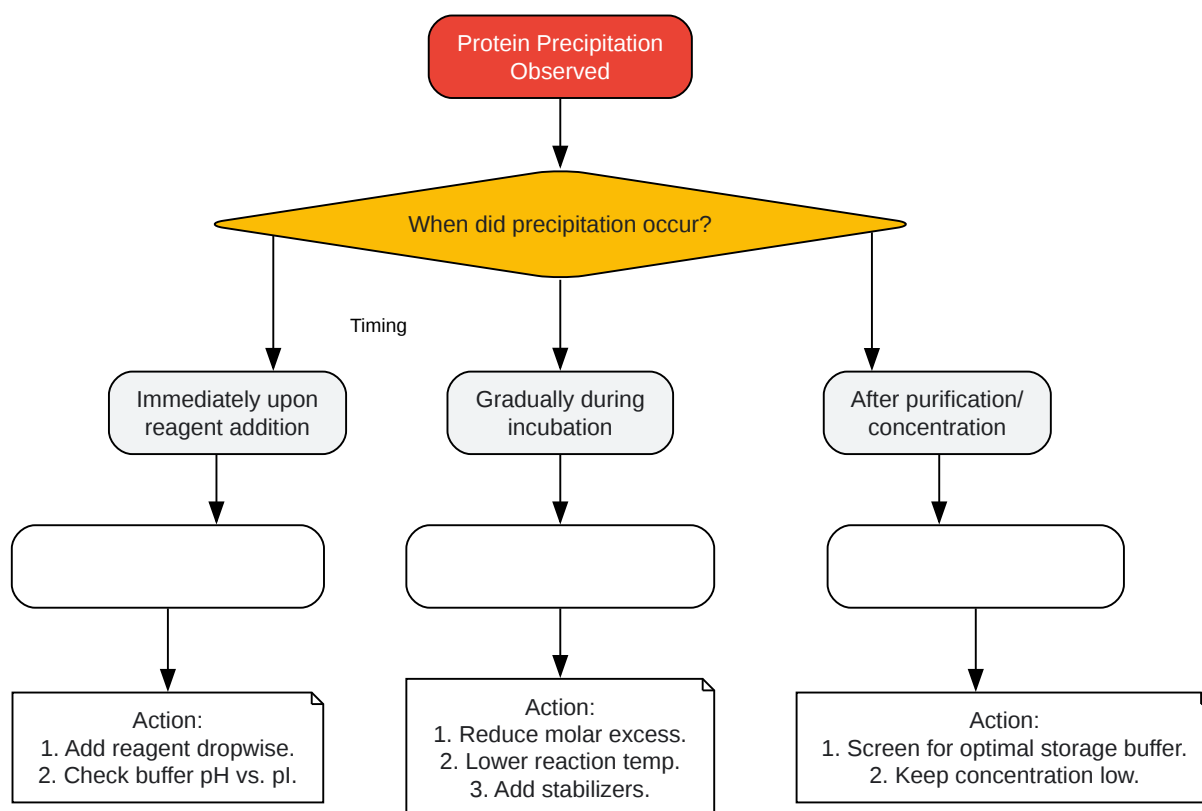 Protein Precipitation
Observed
When did precipitation occur?
Timing
Immediately upon
reagent addition
Gradually during
incubation
After purification/
concentration
Action:
1. Add reagent dropwise.
2. Check buffer pH vs. pI.
Action:
1. Reduce molar excess.
2. Lower reaction temp.
3. Add stabilizers.
Action:
1. Screen for optimal storage buffer.
2. Keep concentration low.